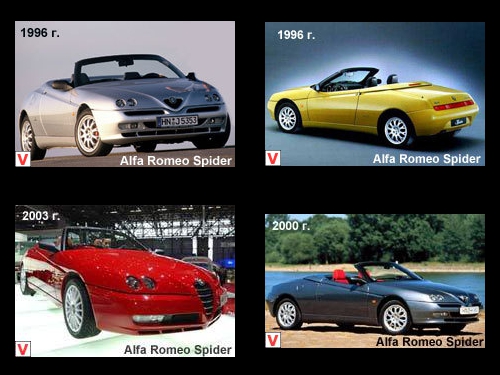 1996 г.
V
Alfa Romeo Spider
1996 г.
V
Alfa Romeo Spider
2003 г.
V
Alfa Romeo Spider
2000 г.
V
Alfa Romeo Spider